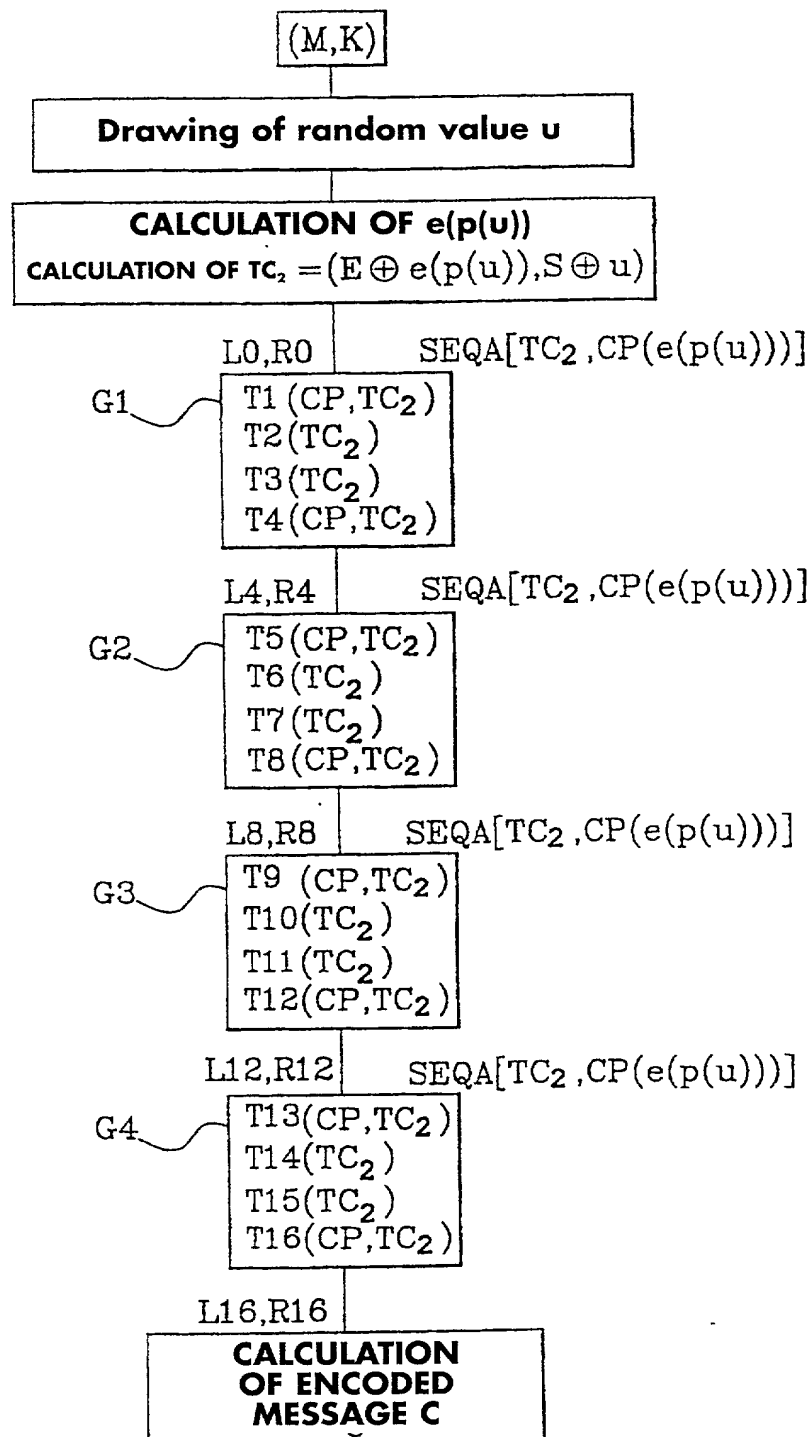 (M,K)
Drawing of random value u
CALCULATION OF e(p(u))
CALCULATION OF TC₂ =(E ⊕ e(p(u)),S ⊕ u)
L0,R0 SEQA[TC₂,CP(e(p(u)))]
G1
T1(CP,TC₂)
T2(TC₂)
T3(TC₂)
T4(CP,TC₂)
L4,R4 SEQA[TC₂,CP(e(p(u)))]
G2
T5(CP,TC₂)
T6(TC₂)
T7(TC₂)
T8(CP,TC₂)
L8,R8 SEQA[TC₂,CP(e(p(u)))]
G3
T9 (CP,TC₂)
T10(TC₂)
T11(TC₂)
T12(CP,TC₂)
L12,R12 SEQA[TC₂,CP(e(p(u)))]
G4
T13(CP,TC₂)
T14(TC₂)
T15(TC₂)
T16(CP,TC₂)
L16,R16
CALCULATION
OF ENCODED
MESSAGE C